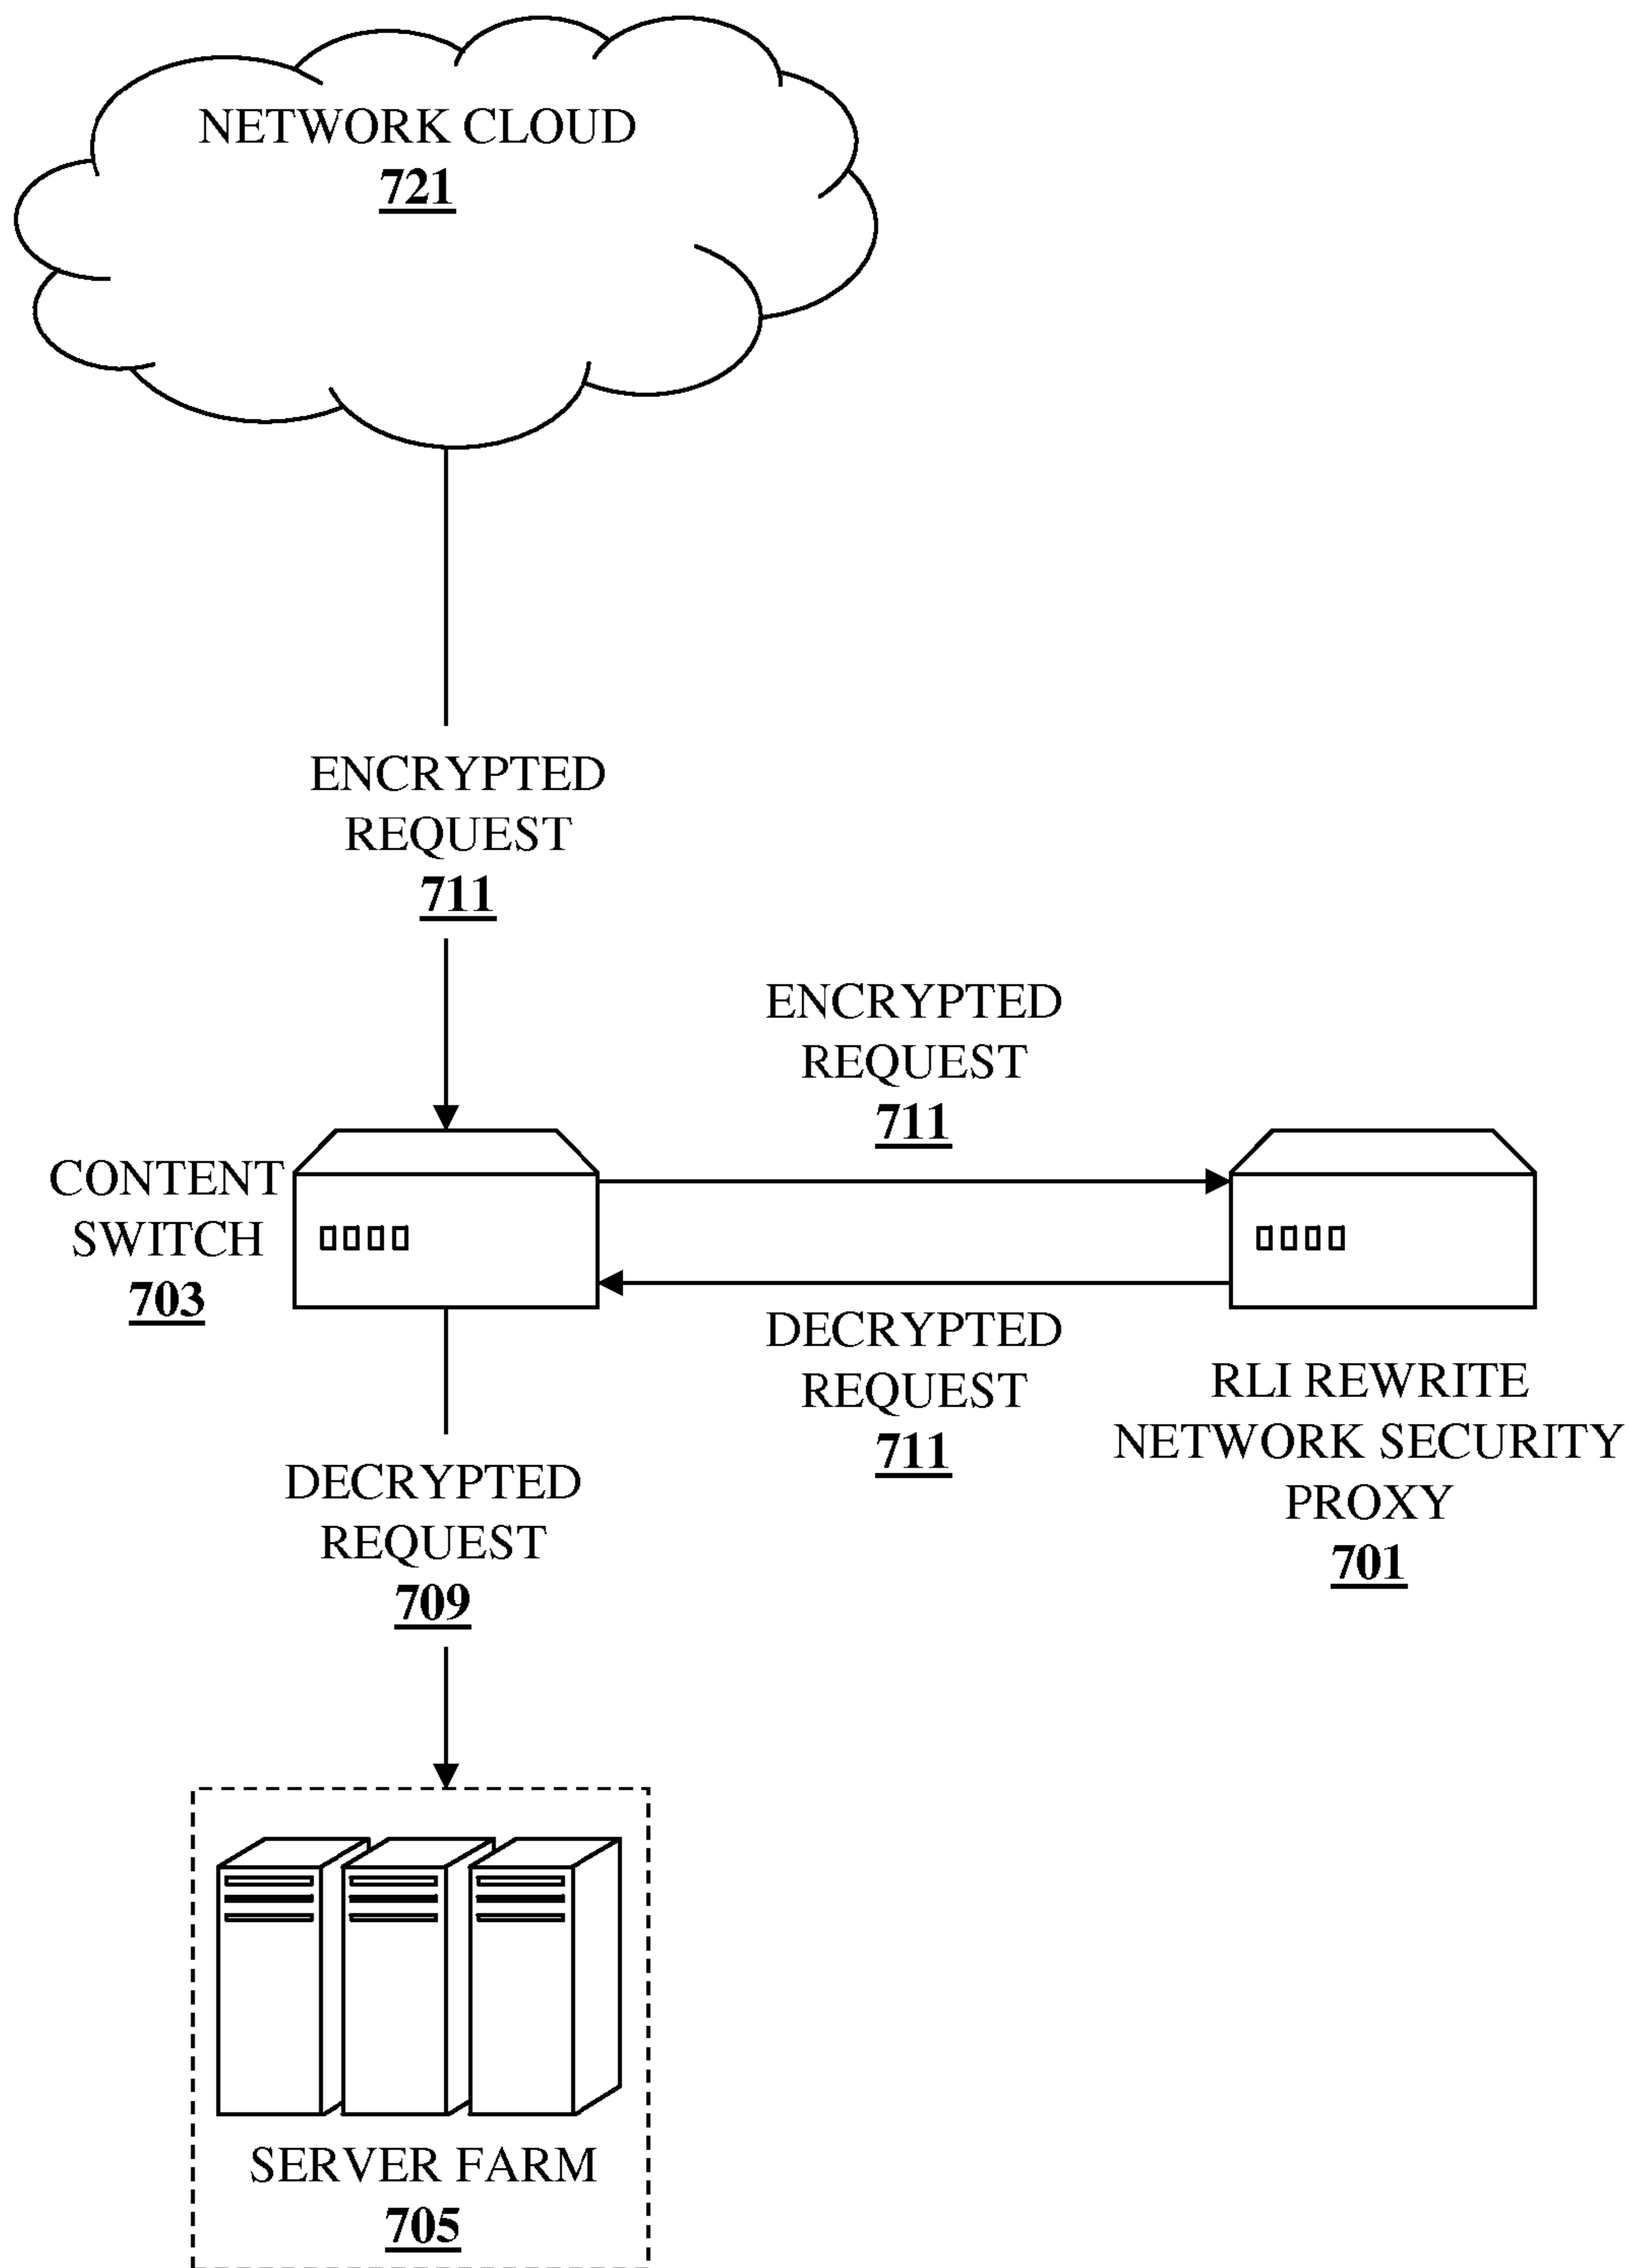 NETWORK CLOUD
721
ENCRYPTED
REQUEST
711
ENCRYPTED
REQUEST
711
CONTENT
SWITCH
703
DECRYPTED
REQUEST
711
RLI REWRITE
NETWORK SECURITY
PROXY
701
DECRYPTED
REQUEST
709
SERVER FARM
705